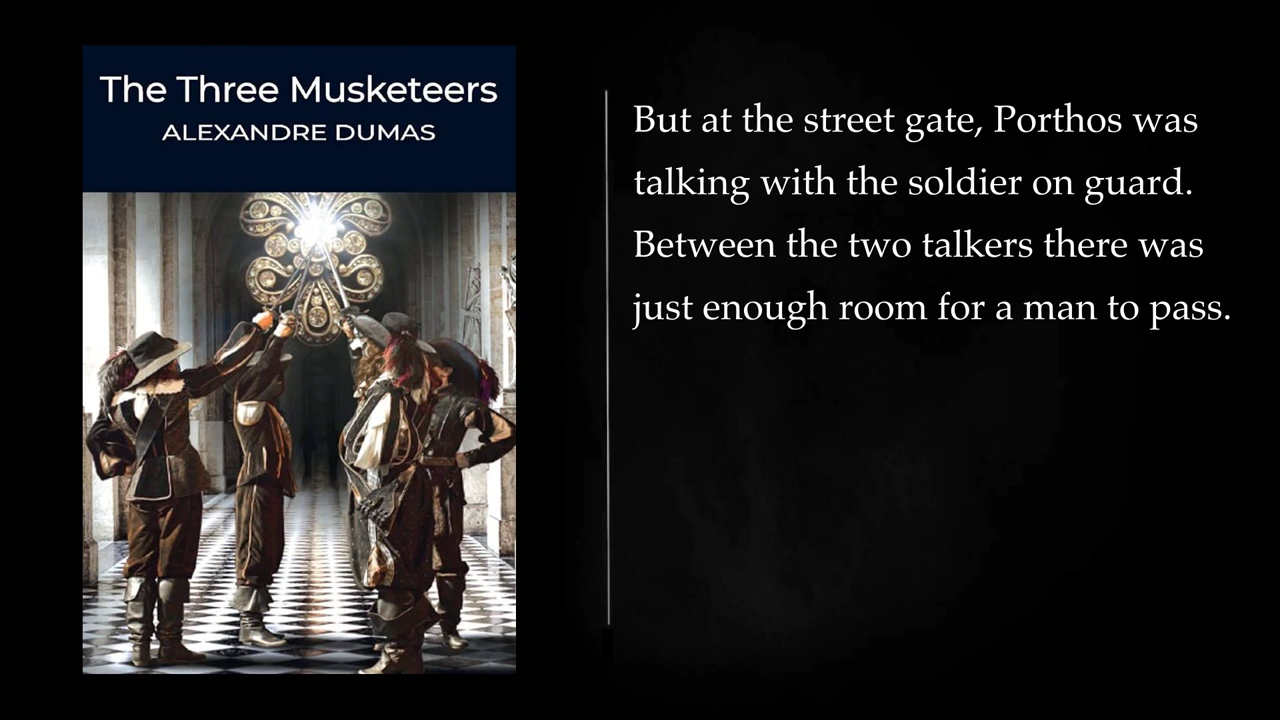 The Three Musketeers
ALEXANDRE DUMAS
But at the street gate, Porthos was
talking with the soldier on guard.
Between the two talkers there was
just enough room for a man to pass.